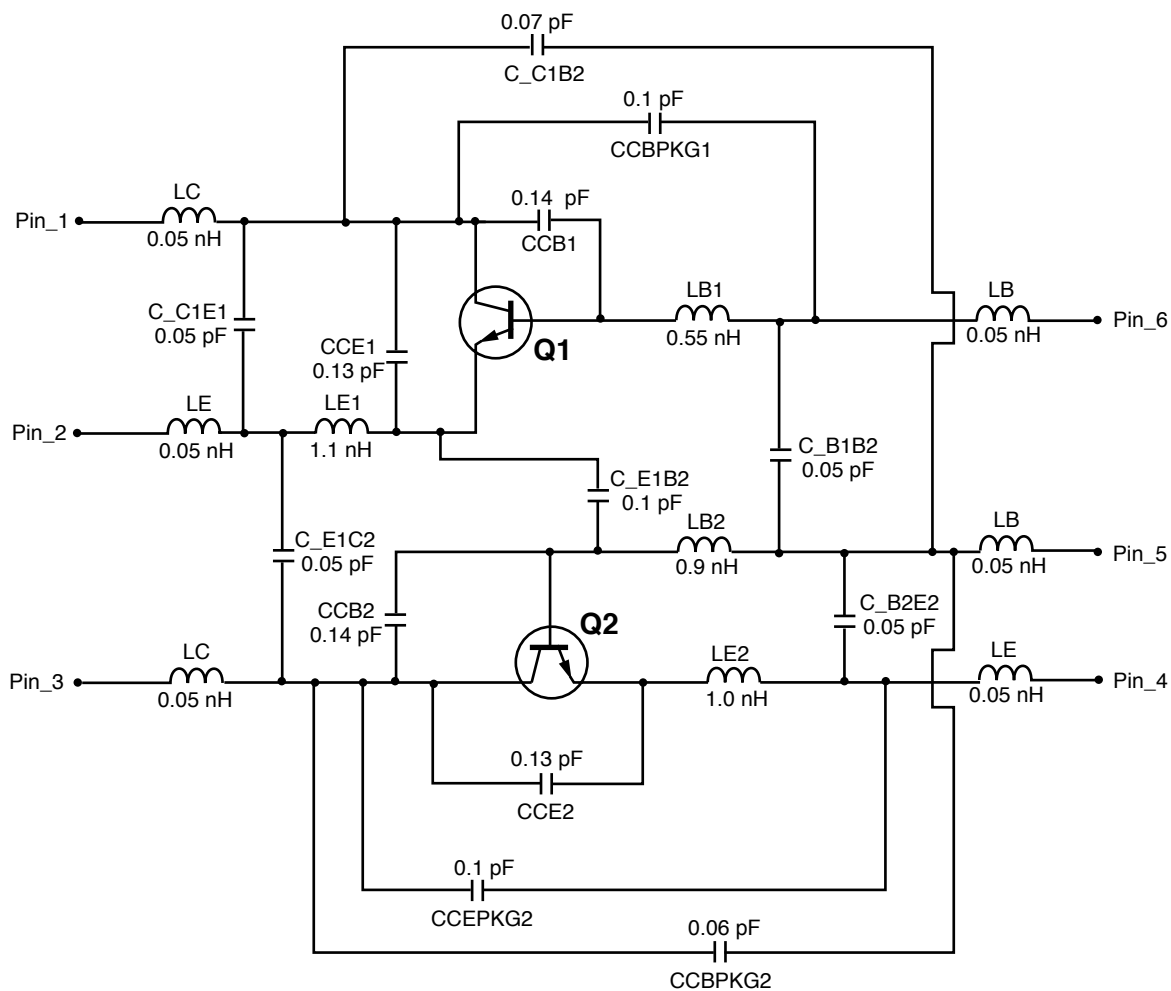 0.07 pF
C_C1B2
0.1 pF
CCBPKG1
LC
0.14 pF
Pin_1
0.05 nH
CCB1
LB1
LB
C_C1E1
0.05 pF
CCE1
0.13 pF
Q1
0.55 nH
0.05 nH
Pin_6
LE
LE1
Pin_2
0.05 nH
1.1 nH
C_B1B2
0.05 pF
C_E1B2
0.1 pF
LB2
LB
C_E1C2
0.05 pF
0.9 nH
0.05 nH
Pin_5
CCB2
0.14 pF
Q2
C_B2E2
0.05 pF
LC
LE2
LE
Pin_3
0.05 nH
1.0 nH
0.05 nH
Pin_4
0.13 pF
CCE2
0.1 pF
CCEPKG2
0.06 pF
CCBPKG2